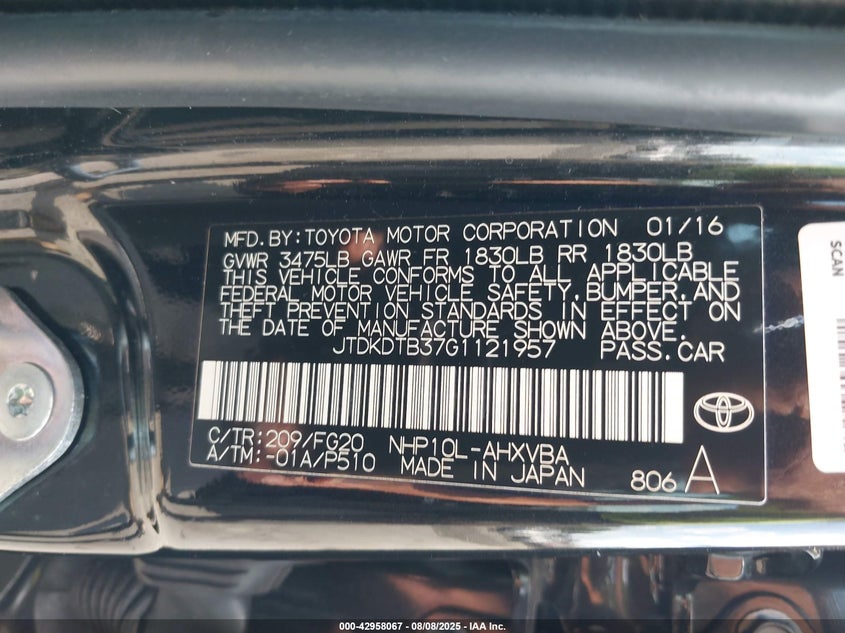 MFD.BY:TOYOTA MOTOR CORPORATION 01/16
GVWR 3475LB GAWR FR 1830LB RR 1830LB
THIS VEHICLE CONFORMS TO ALL APPLICABLE
FEDERAL MOTOR VEHICLE SAFETY,BUMPER,AND
THEFT PREVENTION STANDARDS IN EFFECT ON
THE DATE OF MANUFACTURE SHOWN ABOVE.
JTDKDTB37G1121957 PASS.CAR
C/TR:209/FG20 NHP10L-AHXVBA
A/TM:-01A/P510 MADE IN JAPAN 806 A
SCAN
000-42958067 - 08/08/2025 - IAA Inc.